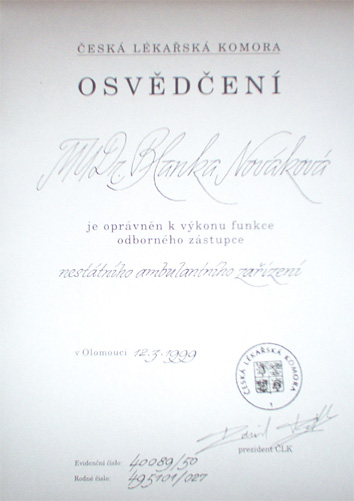 ČESKÁ LÉKAŘSKÁ KOMORA
OSVĚDČENÍ
MUDr. Blanka Nováková
je oprávněn k výkonu funkce
odborného zástupce
nestátního ambulantního zařízení
v Olomouci 12.3.1999
ČESKÁ LÉKAŘSKÁ KOMORA
1
prezident ČLK
Evidenční číslo: 40089/50
Rodné číslo: 495101/027